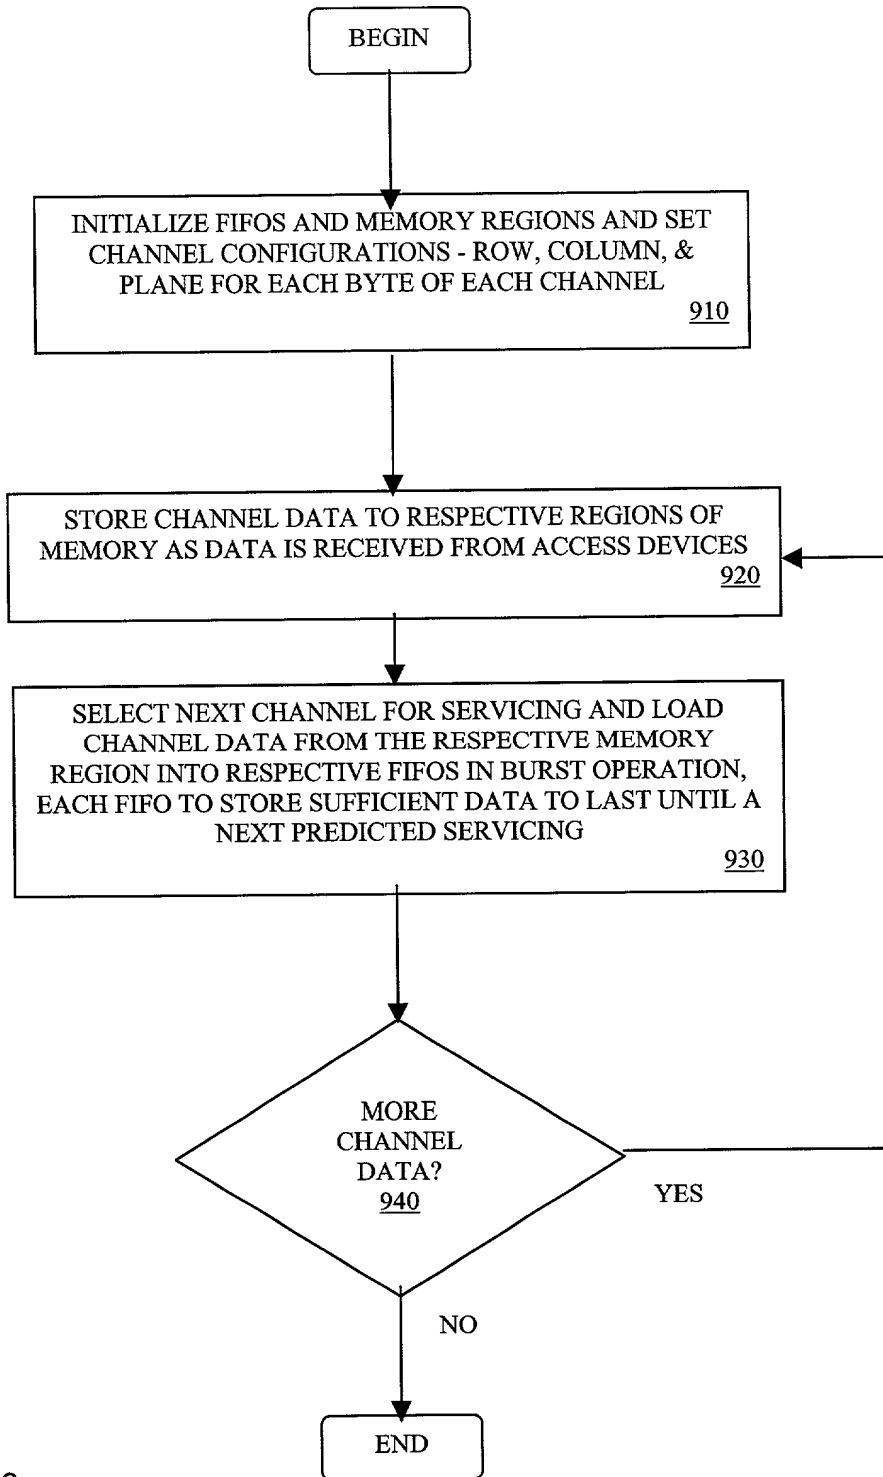 BEGIN
INITIALIZE FIFOS AND MEMORY REGIONS AND SET
CHANNEL CONFIGURATIONS - ROW, COLUMN, &
PLANE FOR EACH BYTE OF EACH CHANNEL
910
STORE CHANNEL DATA TO RESPECTIVE REGIONS OF
MEMORY AS DATA IS RECEIVED FROM ACCESS DEVICES
920
SELECT NEXT CHANNEL FOR SERVICING AND LOAD
CHANNEL DATA FROM THE RESPECTIVE MEMORY
REGION INTO RESPECTIVE FIFOS IN BURST OPERATION,
EACH FIFO TO STORE SUFFICIENT DATA TO LAST UNTIL A
NEXT PREDICTED SERVICING
930
MORE
CHANNEL
DATA?
940
YES
NO
END